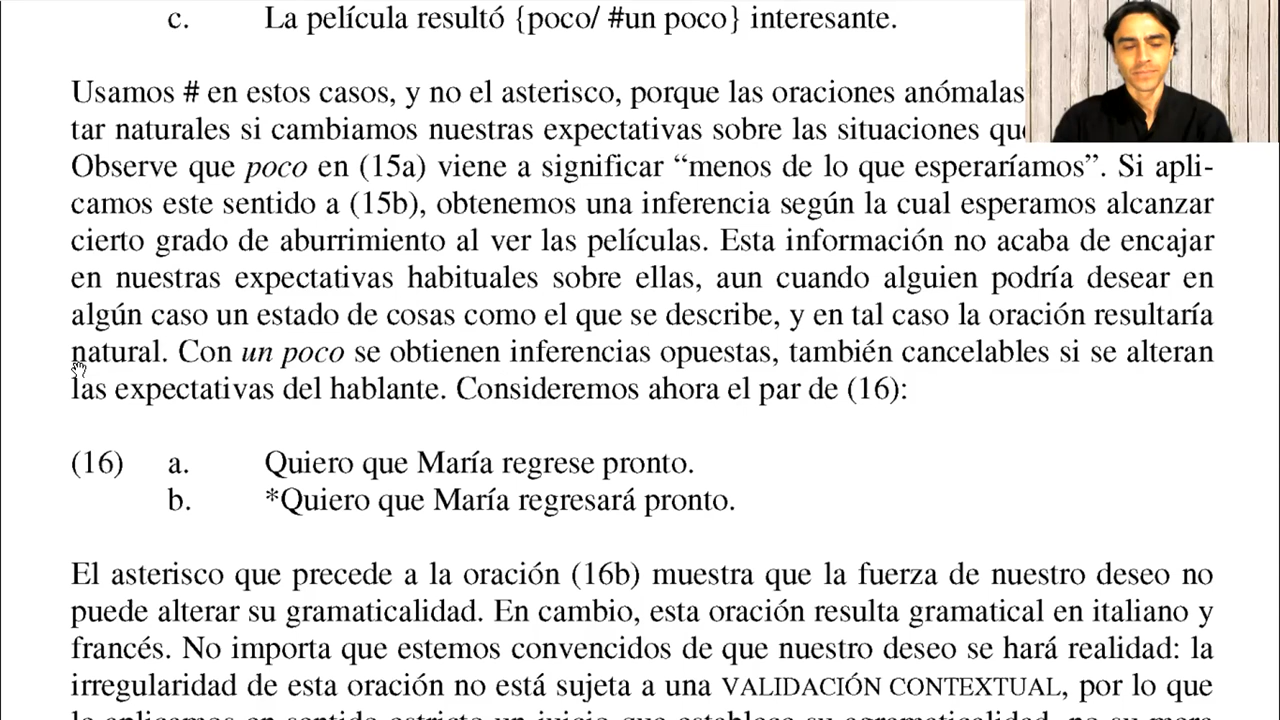 c. La película resultó {poco/ #un poco} interesante.
Usamos # en estos casos, y no el asterisco, porque las oraciones anómalas
tar naturales si cambiamos nuestras expectativas sobre las situaciones
Observe que poco en (15a) viene a significar “menos de lo que esperaríamos”. Si apli-
camos este sentido a (15b), obtenemos una inferencia según la cual esperamos alcanzar
cierto grado de aburrimiento al ver las películas. Esta información no acaba de encajar
en nuestras expectativas habituales sobre ellas, aun cuando alguien podría desear en
algún caso un estado de cosas como el que se describe, y en tal caso la oración resultaría
natural. Con un poco se obtienen inferencias opuestas, también cancelables si se alteran
las expectativas del hablante. Consideremos ahora el par de (16):
(16) a. Quiero que María regrese pronto.
b. *Quiero que María regresará pronto.
El asterisco que precede a la oración (16b) muestra que la fuerza de nuestro deseo no
puede alterar su gramaticalidad. En cambio, esta oración resulta gramatical en italiano y
francés. No importa que estemos convencidos de que nuestro deseo se hará realidad: la
irregularidad de esta oración no está sujeta a una VALIDACIÓN CONTEXTUAL, por lo que